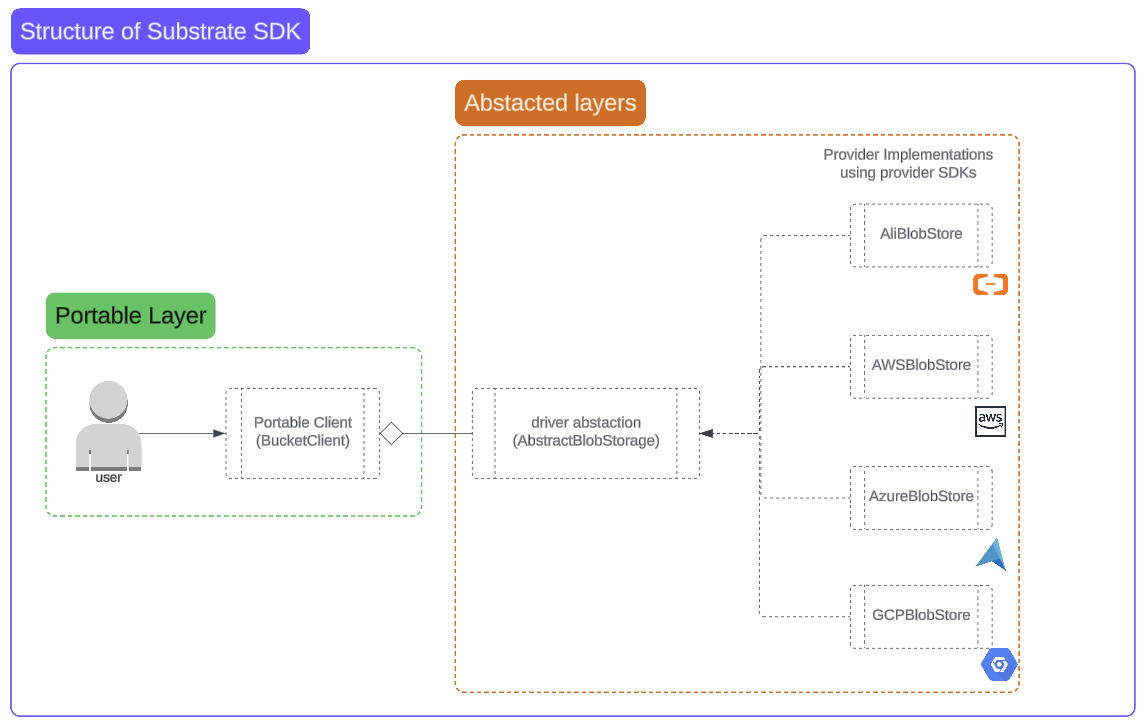 Structure of Substrate SDK
Abstacted layers
Provider Implementations
using provider SDKs
AliBlobStore
Portable Layer
AWSBlobStore
aws
user
Portable Client
(BucketClient)
driver abstaction
(AbstractBlobStorage)
AzureBlobStore
GCPBlobStore